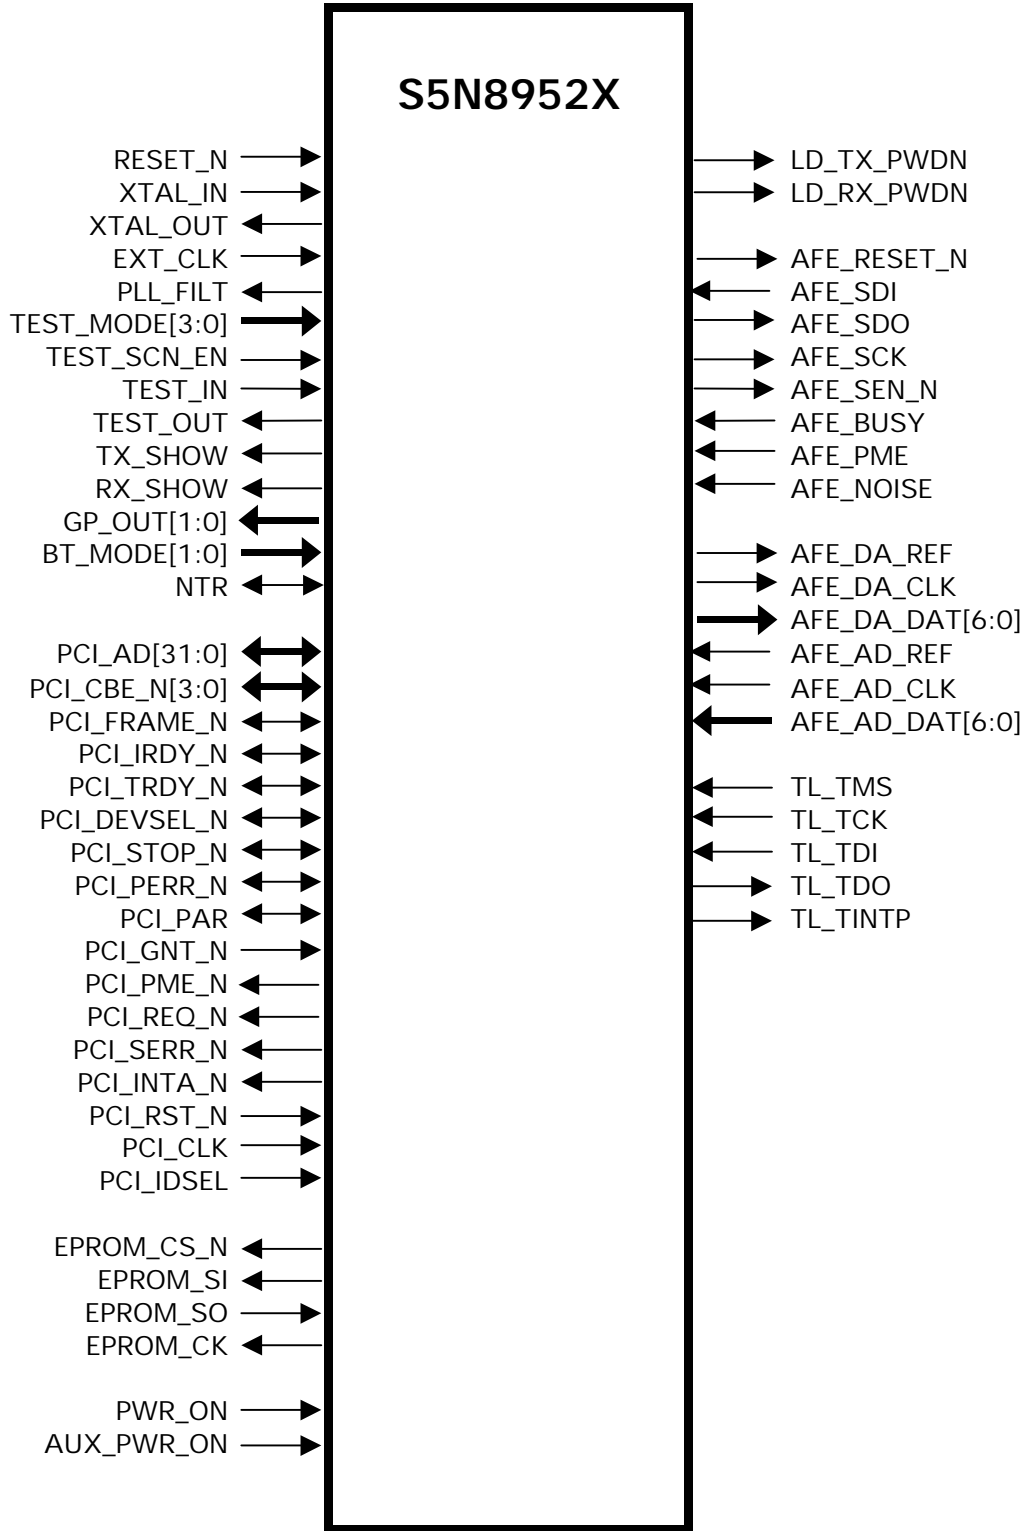 S5N8952X
RESET_N
XTAL_IN
XTAL_OUT
EXT_CLK
PLL_FILT
TEST_MODE[3:0]
TEST_SCN_EN
TEST_IN
TEST_OUT
TX_SHOW
RX_SHOW
GP_OUT[1:0]
BT_MODE[1:0]
NTR
PCI_AD[31:0]
PCI_CBE_N[3:0]
PCI_FRAME_N
PCI_IRDY_N
PCI_TRDY_N
PCI_DEVSEL_N
PCI_STOP_N
PCI_PERR_N
PCI_PAR
PCI_GNT_N
PCI_PME_N
PCI_REQ_N
PCI_SERR_N
PCI_INTA_N
PCI_RST_N
PCI_CLK
PCI_IDSEL
EPROM_CS_N
EPROM_SI
EPROM_SO
EPROM_CK
PWR_ON
AUX_PWR_ON
LD_TX_PWDN
LD_RX_PWDN
AFE_RESET_N
AFE_SDI
AFE_SDO
AFE_SCK
AFE_SEN_N
AFE_BUSY
AFE_PME
AFE_NOISE
AFE_DA_REF
AFE_DA_CLK
AFE_DA_DAT[6:0]
AFE_AD_REF
AFE_AD_CLK
AFE_AD_DAT[6:0]
TL_TMS
TL_TCK
TL_TDI
TL_TDO
TL_TINTP